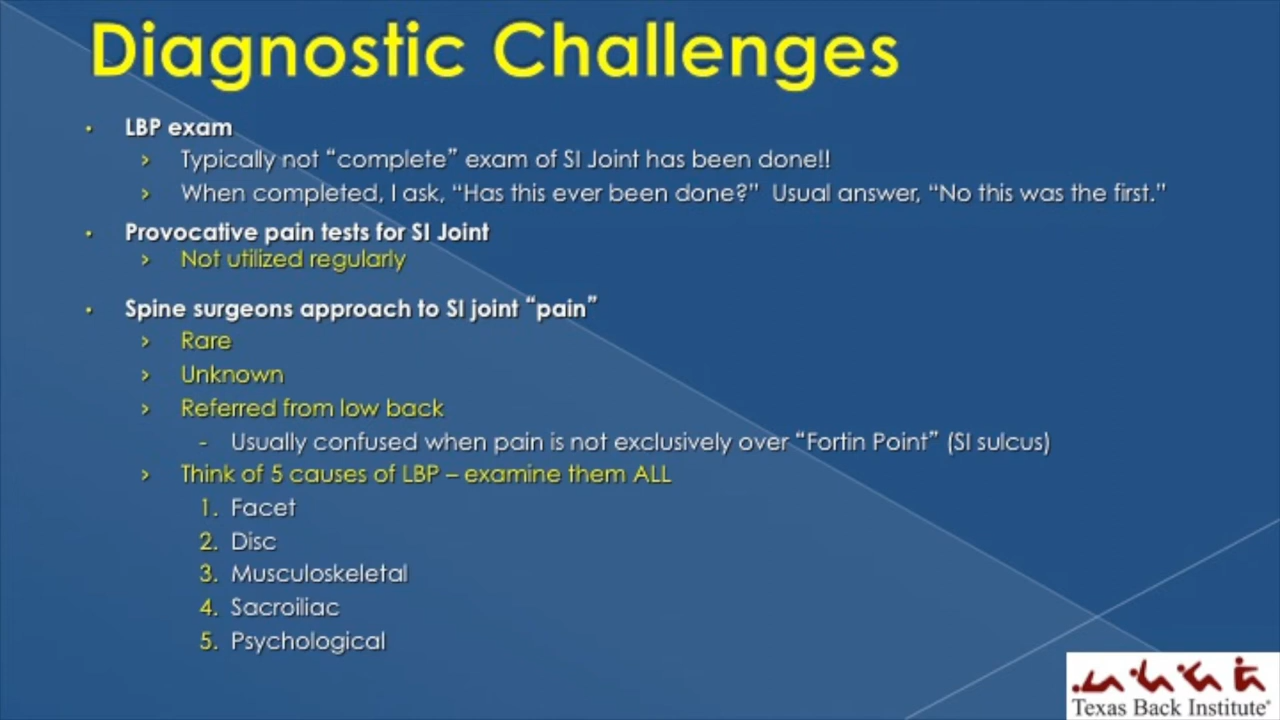 Diagnostic Challenges
• LBP exam
› Typically not “complete” exam of SI Joint has been done!!
› When completed, I ask, “Has this ever been done?” Usual answer, “No this was the first.”
• Provocative pain tests for SI Joint
› Not utilized regularly
• Spine surgeons approach to SI joint “pain”
› Rare
› Unknown
› Referred from low back
- Usually confused when pain is not exclusively over “Fortin Point” (SI sulcus)
› Think of 5 causes of LBP – examine them ALL
1. Facet
2. Disc
3. Musculoskeletal
4. Sacroiliac
5. Psychological
Texas Back Institute®